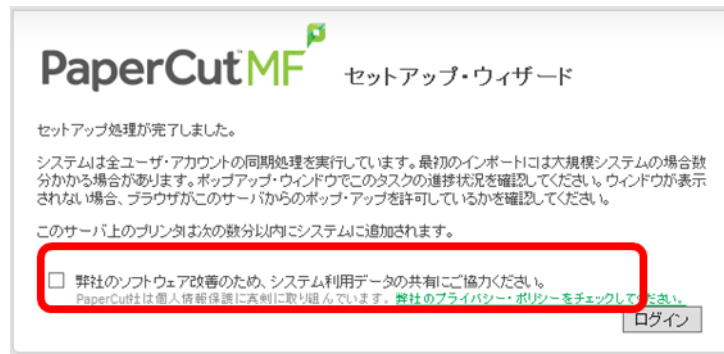 PaperCut MF セットアップ・ウィザード
セットアップ処理が完了しました。
システムは全ユーザ・アカウントの同期処理を実行しています。最初のインポートには大規模システムの場合数
分かかる場合があります。ポップアップ・ウィンドウでこのタスクの進捗状況を確認してください。ウィンドウが表示
されない場合、ブラウザがこのサーバからのポップ・アップを許可しているかを確認してください。
このサーバ上のプリンタは次の数分以内にシステムに追加されます。
弊社のソフトウェア改善のため、システム利用データの共有にご協力ください。
PaperCut社は個人情報保護に真剣に取り組んでいます。弊社のプライバシー・ポリシーをチェックしてください。
ログイン